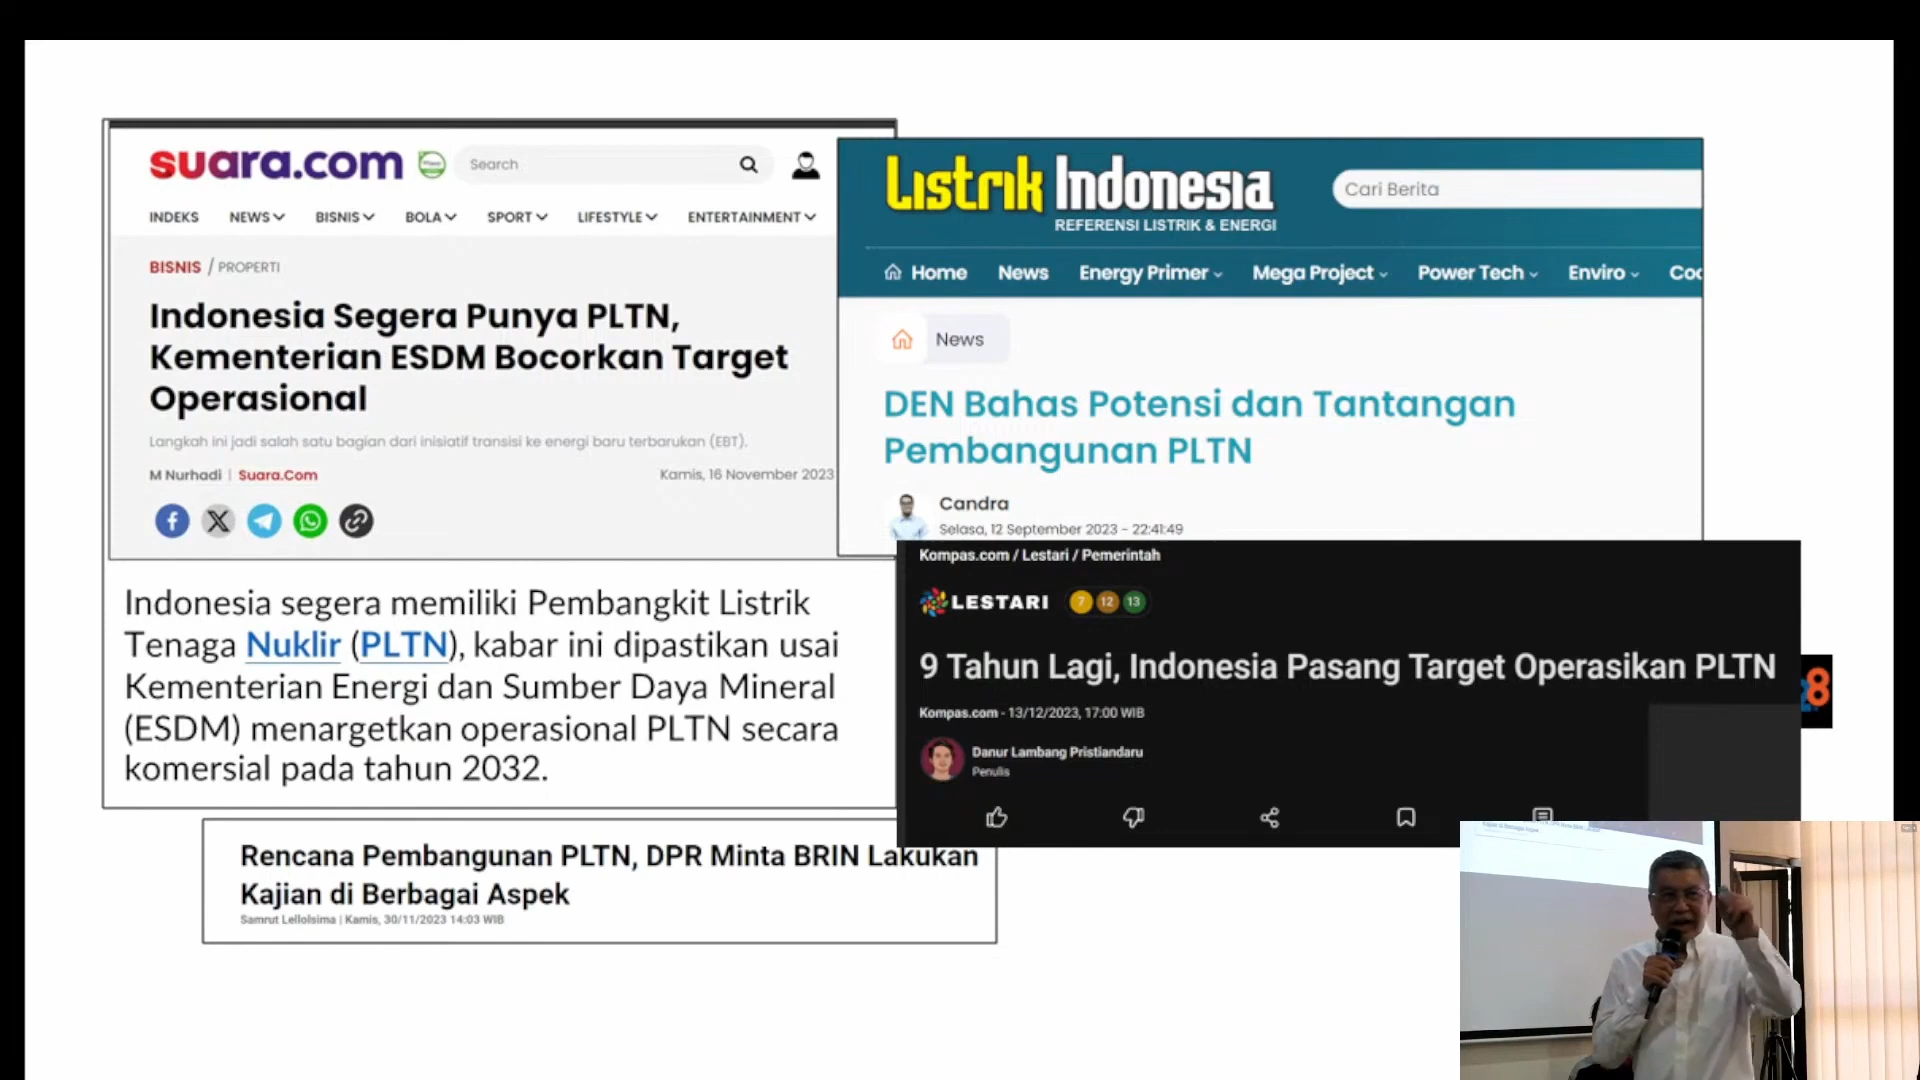 suara.com
Search
INDEKS NEWS BISNIS BOLA SPORT LIFESTYLE ENTERTAINMENT
BISNIS / PROPERTI
Indonesia Segera Punya PLTN,
Kementerian ESDM Bocorkan Target
Operasional
Langkah ini jadi salah satu bagian dari inisiatif transisi ke energi baru terbarukan (EBT).
M Nurhadi | Suara.Com Kamis, 16 November 2023
Indonesia segera memiliki Pembangkit Listrik
Tenaga Nuklir (PLTN), kabar ini dipastikan usai
Kementerian Energi dan Sumber Daya Mineral
(ESDM) menargetkan operasional PLTN secara
komersial pada tahun 2032.
Listrik Indonesia
REFERENSI LISTRIK & ENERGI
Cari Berita
Home News Energy Primer Mega Project Power Tech Enviro Coo
News
DEN Bahas Potensi dan Tantangan
Pembangunan PLTN
Candra
Selasa, 12 September 2023 - 22:41:49
Kompas.com / Lestari / Pemerintah
LESTARI 7 12 13
9 Tahun Lagi, Indonesia Pasang Target Operasikan PLTN
Kompas.com - 13/12/2023, 17:00 WIB
Danur Lambang Pristiandaru
Penulis
8
Rencana Pembangunan PLTN, DPR Minta BRIN Lakukan
Kajian di Berbagai Aspek
Samrut Lellolsima | Kamis, 30/11/2023 14:03 WIB